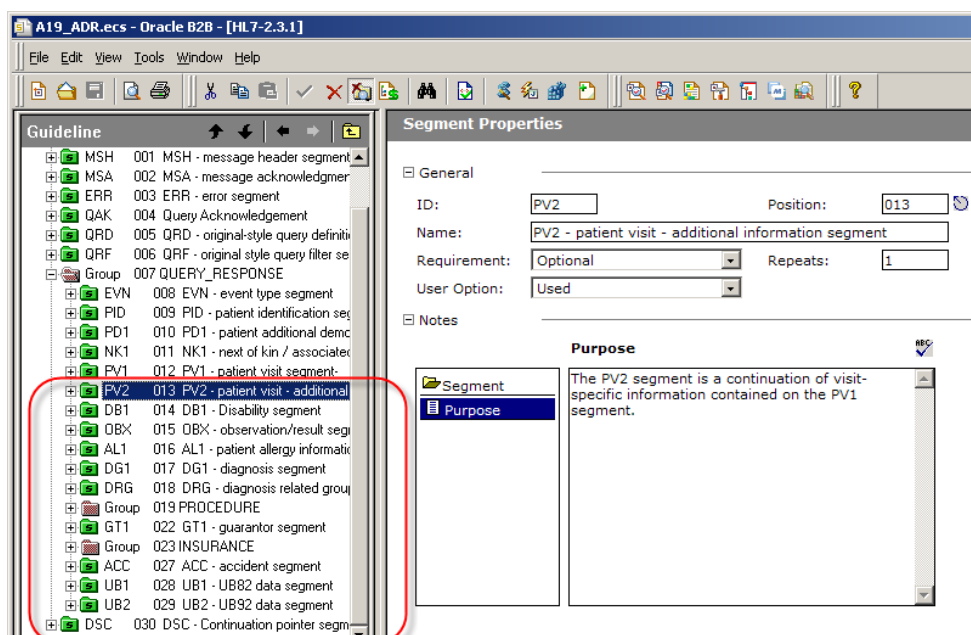 A19_ADR.ecs - Oracle B2B - [HL7-2.3.1]
File Edit View Tools Window Help
Guideline
MSH 001 MSH - message header segment
MSA 002 MSA - message acknowledgmer
ERR 003 ERR - error segment
QAK 004 Query Acknowledgement
QRD 005 QRD - original-style query definiti
QRF 006 QRF - original style query filter se
Group 007 QUERY_RESPONSE
EVN 008 EVN - event type segment
PID 009 PID - patient identification seg
PD1 010 PD1 - patient additional demo
NK1 011 NK1 - next of kin / associated
PV1 012 PV1 - patient visit segment-
PV2 013 PV2 - patient visit - additional
DB1 014 DB1 - Disability segment
OBX 015 OBX - observation/result segr
AL1 016 AL1 - patient allergy informatic
DG1 017 DG1 - diagnosis segment
DRG 018 DRG - diagnosis related group
Group 019 PROCEDURE
GT1 022 GT1 - guarantor segment
Group 023 INSURANCE
ACC 027 ACC - accident segment
UB1 028 UB1 - UB82 data segment
UB2 029 UB2 - UB92 data segment
DSC 030 DSC - Continuation pointer segm
Segment Properties
General
ID: PV2 Position: 013
Name: PV2 - patient visit - additional information segment
Requirement: Optional Repeats: 1
User Option: Used
Notes
Purpose
ABC
Segment
Purpose
The PV2 segment is a continuation of visit-
specific information contained on the PV1
segment.